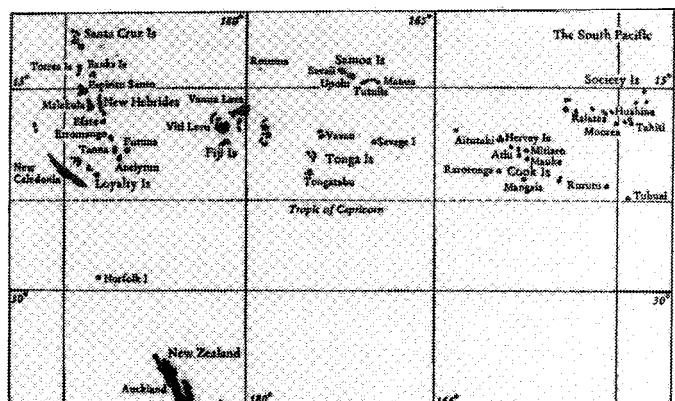 180°
165°
The South Pacific
Santa Cruz Is
Torres Is
Banks Is
Rotuma
Samoa Is
Savaii
Upolu
Manua
Tutuila
15°
Society Is
15°
Espiritu Santo
Malekula
New Hebrides
Vanua Levu
Huahine
Raiatea
Tahiti
Moorea
Efate
Erromanga
Viti Levu
Tanna
Futuna
Fiji Is
Vavau
Savage I
Aitutaki
Hervey Is
Mitiaro
Atiu
Mauke
New
Caledonia
Aneityum
Loyalty Is
Tonga Is
Tongatabu
Rarotonga
Cook Is
Mangaia
Rurutu
Tubuai
Tropic of Capricorn
Norfolk I
30°
30°
New Zealand
Auckland
180°
165°